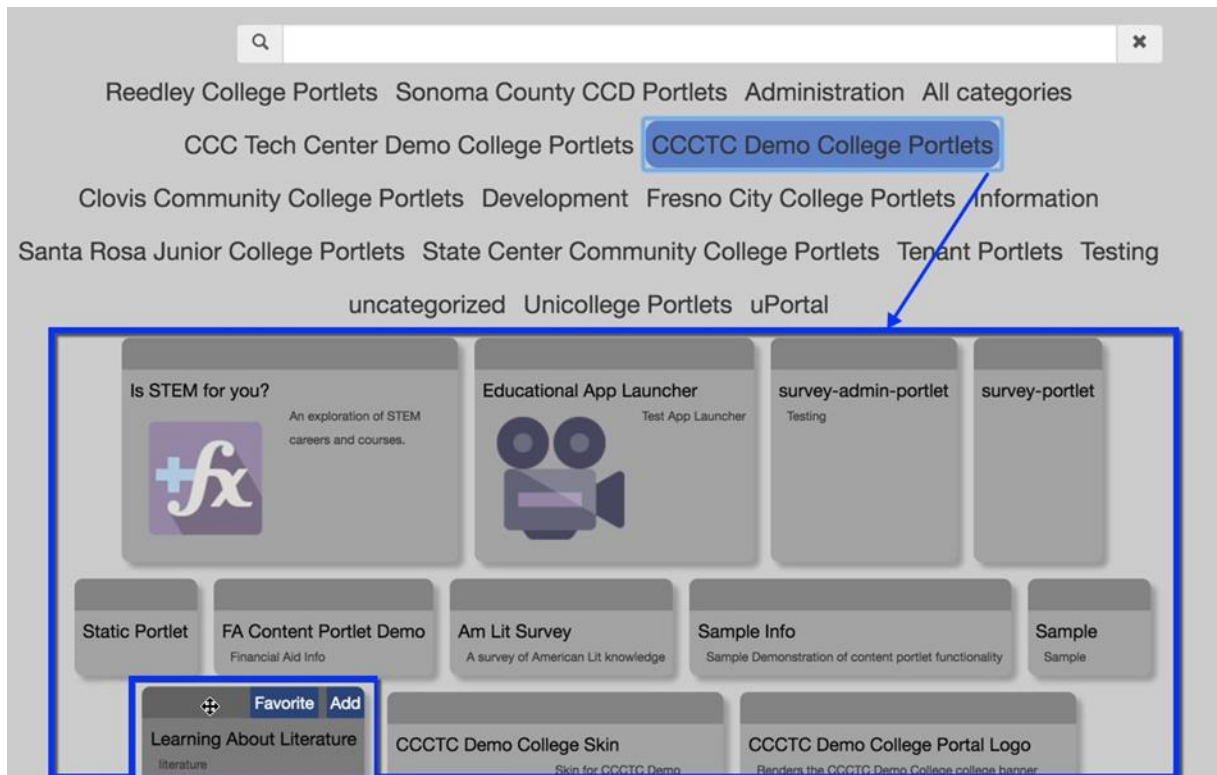 Reedley College Portlets Sonoma County CCD Portlets Administration All categories
CCC Tech Center Demo College Portlets CCCTC Demo College Portlets
Clovis Community College Portlets Development Fresno City College Portlets Information
Santa Rosa Junior College Portlets State Center Community College Portlets Tenant Portlets Testing
uncategorized Unicollege Portlets uPortal
Is STEM for you?
An exploration of STEM
careers and courses.
+fx
Educational App Launcher
Test App Launcher
survey-admin-portlet
Testing
survey-portlet
Static Portlet
FA Content Portlet Demo
Financial Aid Info
Am Lit Survey
A survey of American Lit knowledge
Sample Info
Sample Demonstration of content portlet functionality
Sample
Sample
Favorite Add
Learning About Literature
literature
CCCTC Demo College Skin
Skin for CCCTC Demo
CCCTC Demo College Portal Logo
Renders the CCCTC Demo College college banner